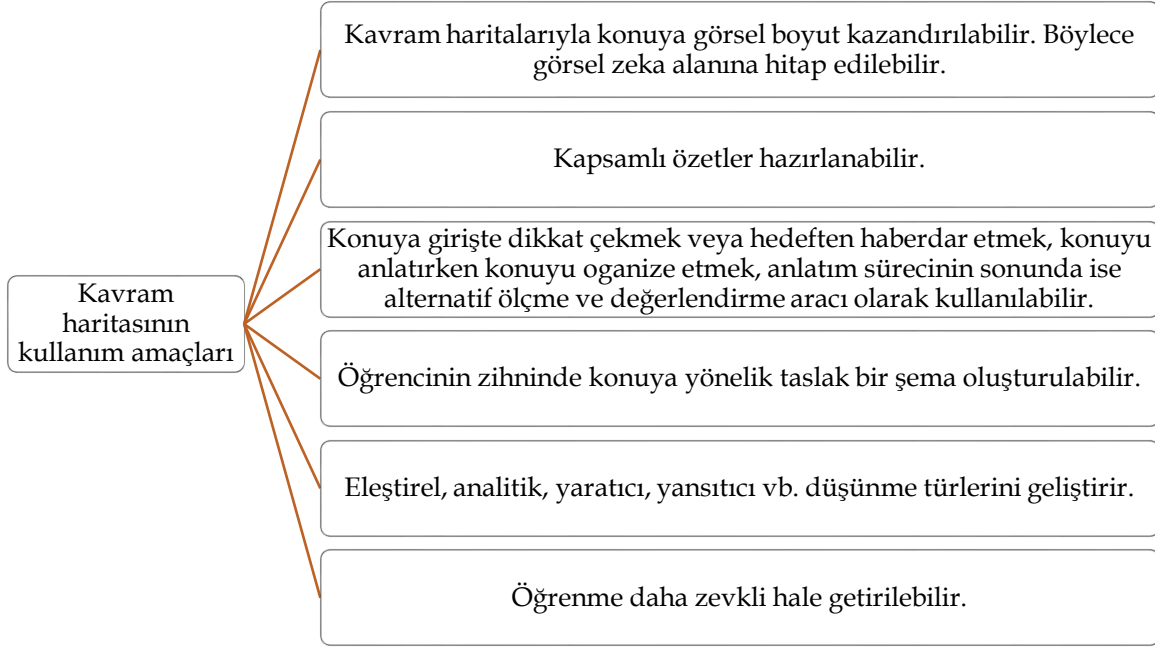 Kavram haritalarıyla konuya görsel boyut kazandırılabilir. Böylece
görsel zeka alanına hitap edilebilir.
Kapsamlı özetler hazırlanabilir.
Konuya girişte dikkat çekmek veya hedeften haberdar etmek, konuyu
anlatırken konuyu oganize etmek, anlatım sürecinin sonunda ise
alternatif ölçme ve değerlendirme aracı olarak kullanılabilir.
Kavram
haritasının
kullanım amaçları
Öğrencinin zihninde konuya yönelik taslak bir şema oluşturulabilir.
Eleştirel, analitik, yaratıcı, yansıtıcı vb. düşünme türlerini geliştirir.
Öğrenme daha zevkli hale getirilebilir.